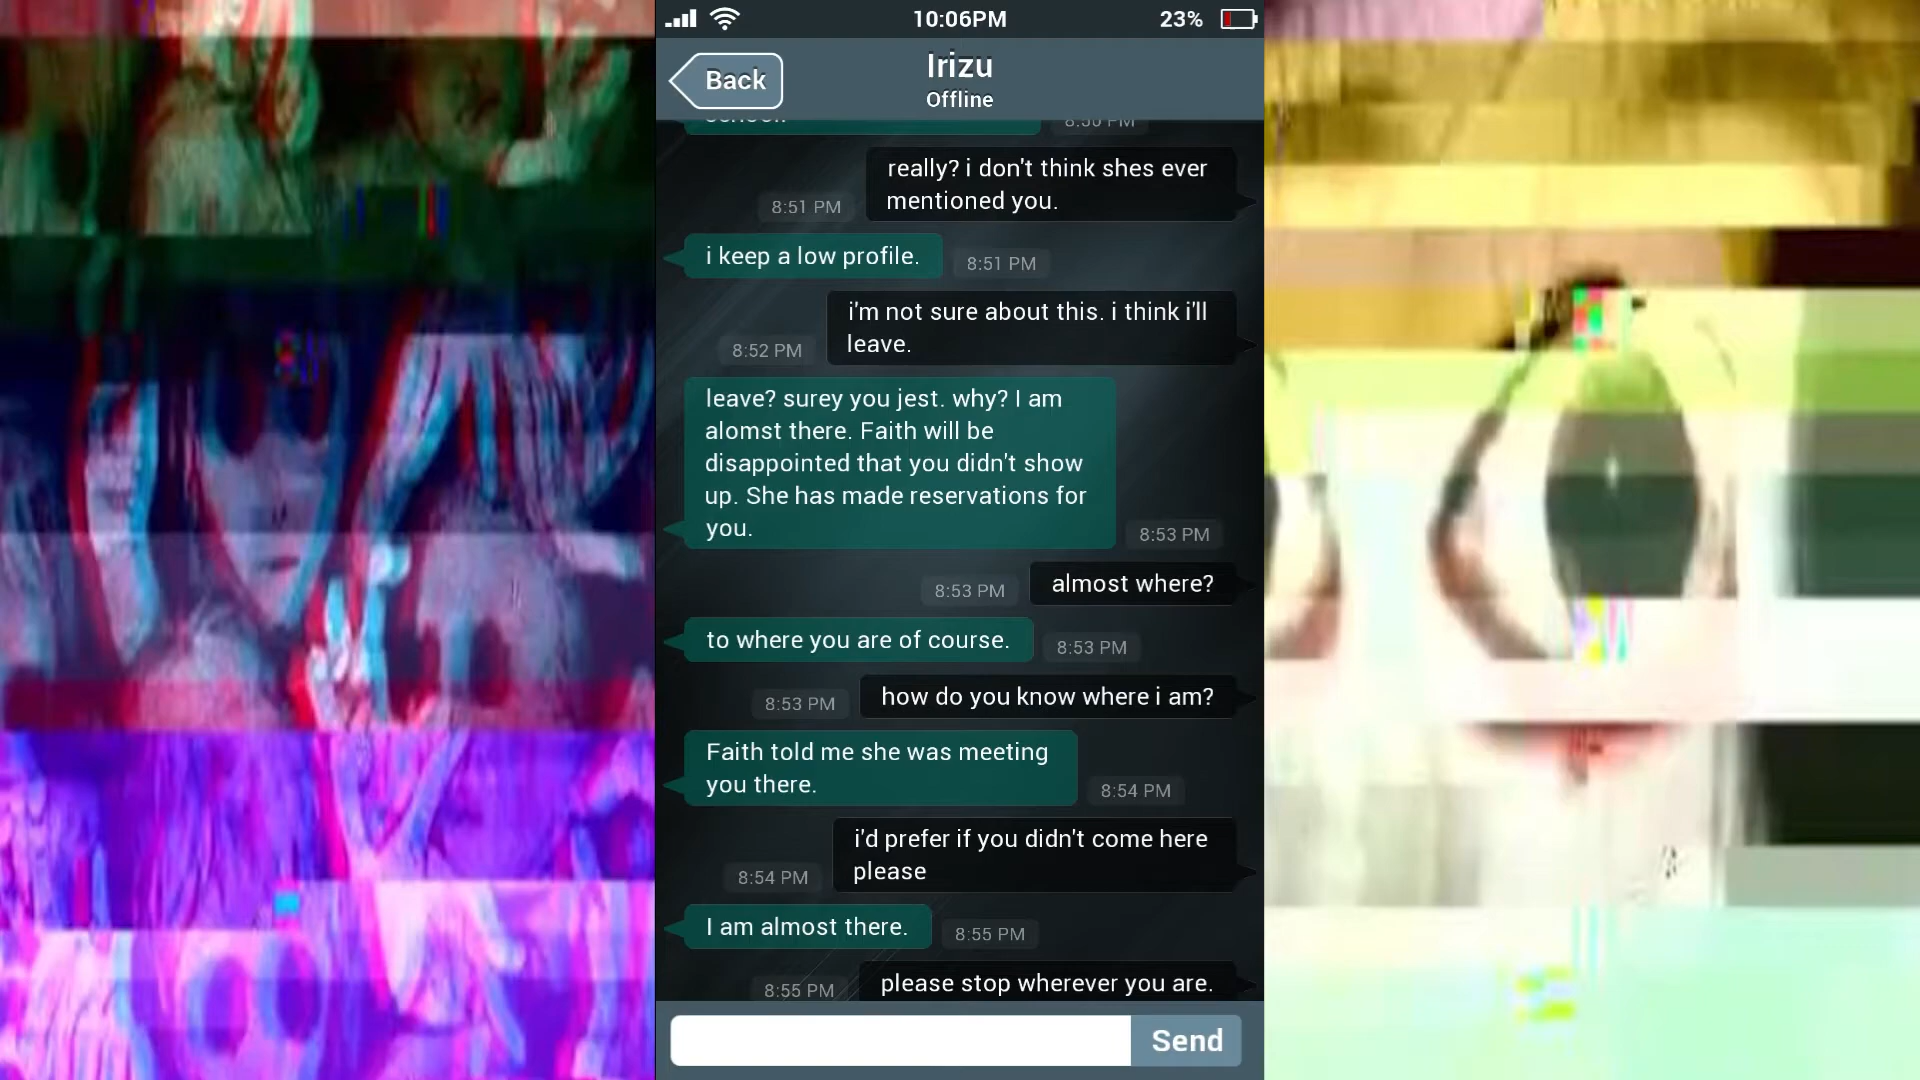 10:06PM
23%
Back
Irizu
Offline
really? i don't think shes ever
mentioned you.
8:51 PM
i keep a low profile.
8:51 PM
i'm not sure about this. i think i'll
leave.
8:52 PM
leave? surey you jest. why? I am
alomst there. Faith will be
disappointed that you didn't show
up. She has made reservations for
you.
8:53 PM
almost where?
8:53 PM
to where you are of course.
8:53 PM
how do you know where i am?
8:53 PM
Faith told me she was meeting
you there.
8:54 PM
i'd prefer if you didn't come here
please
8:54 PM
I am almost there.
8:55 PM
please stop wherever you are.
8:55 PM
Send